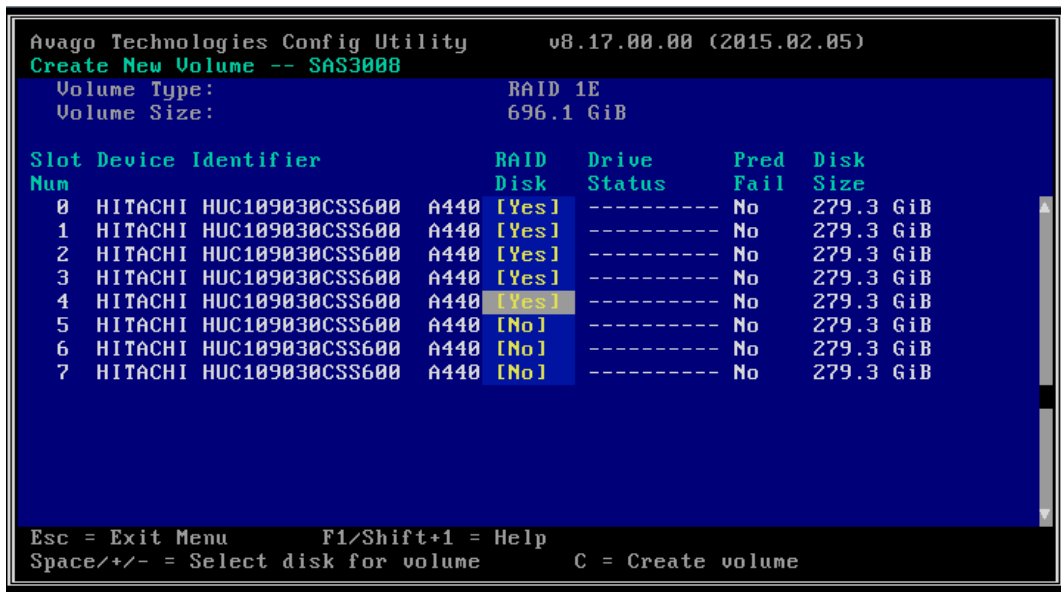 Avago Technologies Config Utility v8.17.00.00 (2015.02.05)
Create New Volume -- SAS3008
Volume Type: RAID 1E
Volume Size: 696.1 GiB
Slot Device Identifier RAID Drive Pred Disk
Num Disk Status Fail Size
0 HITACHI HUC109030CSS600 A440 [Yes] ---------- No 279.3 GiB
1 HITACHI HUC109030CSS600 A440 [Yes] ---------- No 279.3 GiB
2 HITACHI HUC109030CSS600 A440 [Yes] ---------- No 279.3 GiB
3 HITACHI HUC109030CSS600 A440 [Yes] ---------- No 279.3 GiB
4 HITACHI HUC109030CSS600 A440 [Yes] ---------- No 279.3 GiB
5 HITACHI HUC109030CSS600 A440 [No] ---------- No 279.3 GiB
6 HITACHI HUC109030CSS600 A440 [No] ---------- No 279.3 GiB
7 HITACHI HUC109030CSS600 A440 [No] ---------- No 279.3 GiB
Esc = Exit Menu F1/Shift+1 = Help
Space/+/- = Select disk for volume C = Create volume